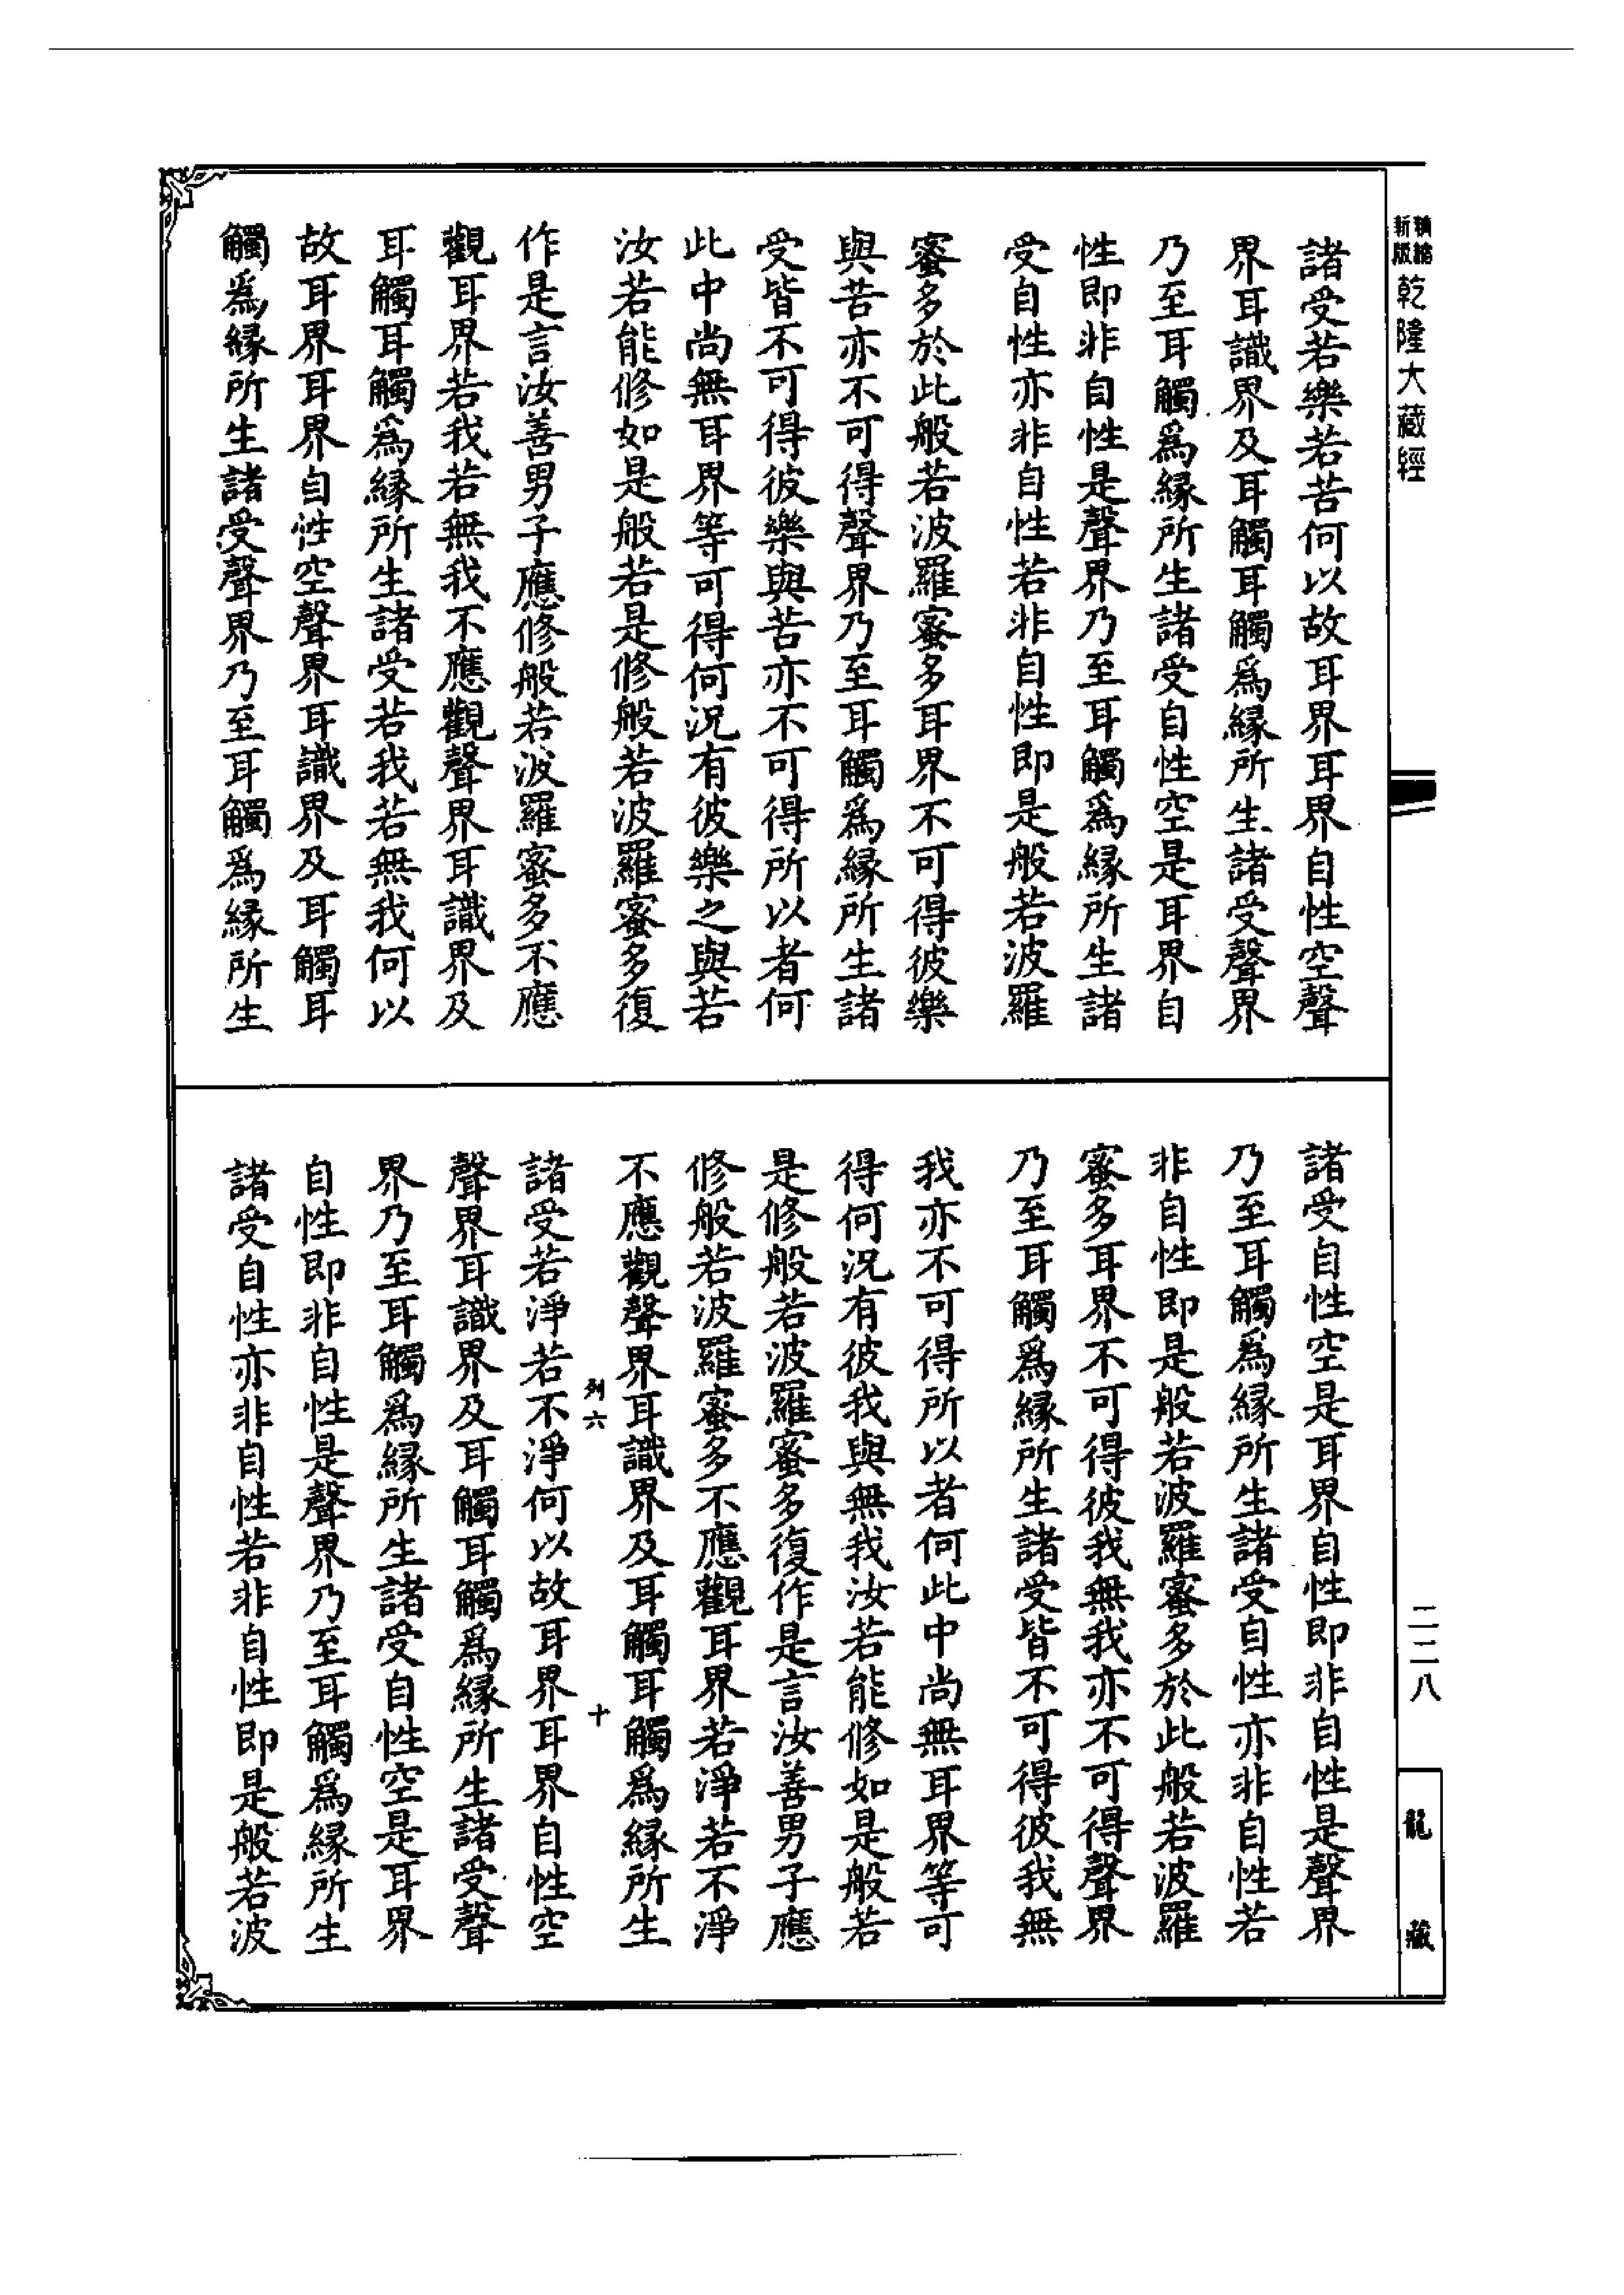 新版
精縮
乾隆大藏經
諸受若樂若苦何以故耳界耳界自性空聲
界耳識界及耳觸耳觸爲緣所生諸受聲界
乃至耳觸爲緣所生諸受自性空是耳界自
性即非自性是聲界乃至耳觸爲緣所生諸
受自性亦非自性若非自性即是般若波羅
蜜多於此般若波羅蜜多耳界不可得彼樂
與苦亦不可得聲界乃至耳觸爲緣所生諸
受皆不可得彼樂與苦亦不可得所以者何
此中尚無耳界等可得何況有彼樂之與苦
汝若能修如是般若是修般若波羅蜜多復
作是言汝善男子應修般若波羅蜜多不應
觀耳界若我若無我不應觀聲界耳識界及
耳觸耳觸爲緣所生諸受若我若無我何以
故耳界耳界自性空聲界耳識界及耳觸耳
觸爲緣所生諸受聲界乃至耳觸爲緣所生
諸受自性空是耳界自性即非自性是聲界
乃至耳觸爲緣所生諸受自性亦非自性若
非自性即是般若波羅蜜多於此般若波羅
蜜多耳界不可得彼我無我亦不可得聲界
乃至耳觸爲緣所生諸受皆不可得彼我無
我亦不可得所以者何此中尚無耳界等可
得何況有彼我與無我汝若能修如是般若
是修般若波羅蜜多復作是言汝善男子應
修般若波羅蜜多不應觀耳界若淨若不淨
不應觀聲界耳識界及耳觸耳觸爲緣所生
列六 十
諸受若淨若不淨何以故耳界耳界自性空
聲界耳識界及耳觸耳觸爲緣所生諸受聲
界乃至耳觸爲緣所生諸受自性空是耳界
自性即非自性是聲界乃至耳觸爲緣所生
諸受自性亦非自性若非自性即是般若波
二二八
龍藏